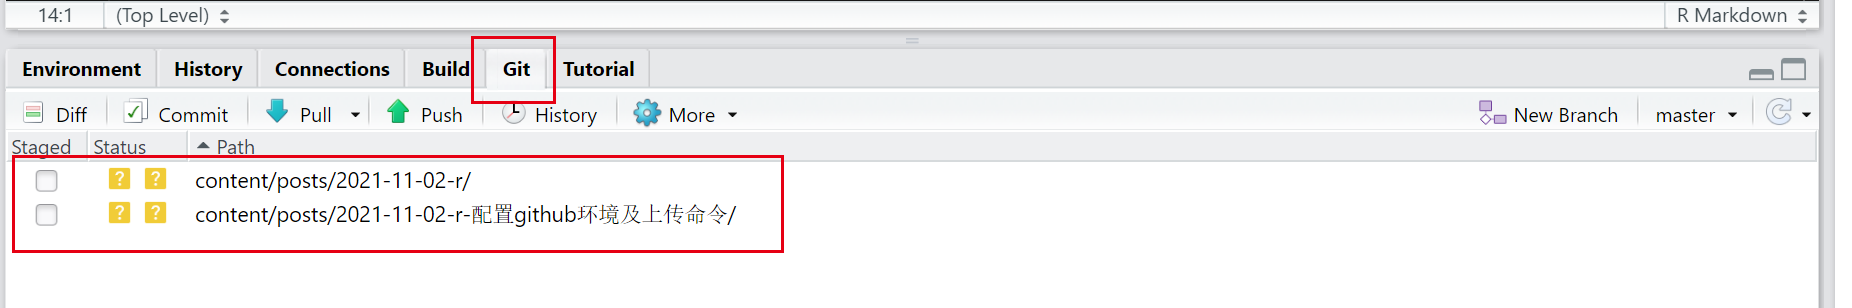 14:1 (Top Level) R Markdown
Environment History Connections Build Git Tutorial
Diff Commit Pull Push History More New Branch master
Staged Status Path
? ? content/posts/2021-11-02-r/
? ? content/posts/2021-11-02-r-配置github环境及上传命令/